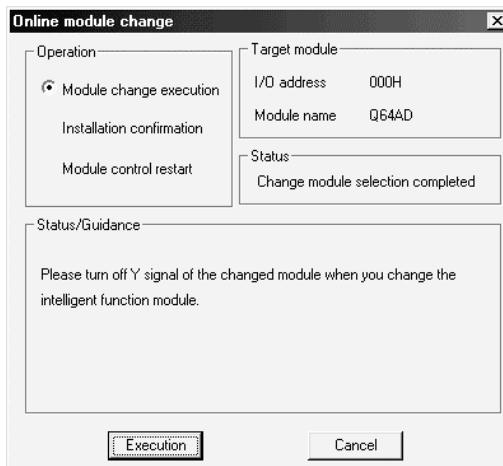 Online module change
Operation
Module change execution
Installation confirmation
Module control restart
Target module
I/O address 000H
Module name Q64AD
Status
Change module selection completed
Status/Guidance
Please turn off Y signal of the changed module when you change the
intelligent function module.
Execution Cancel